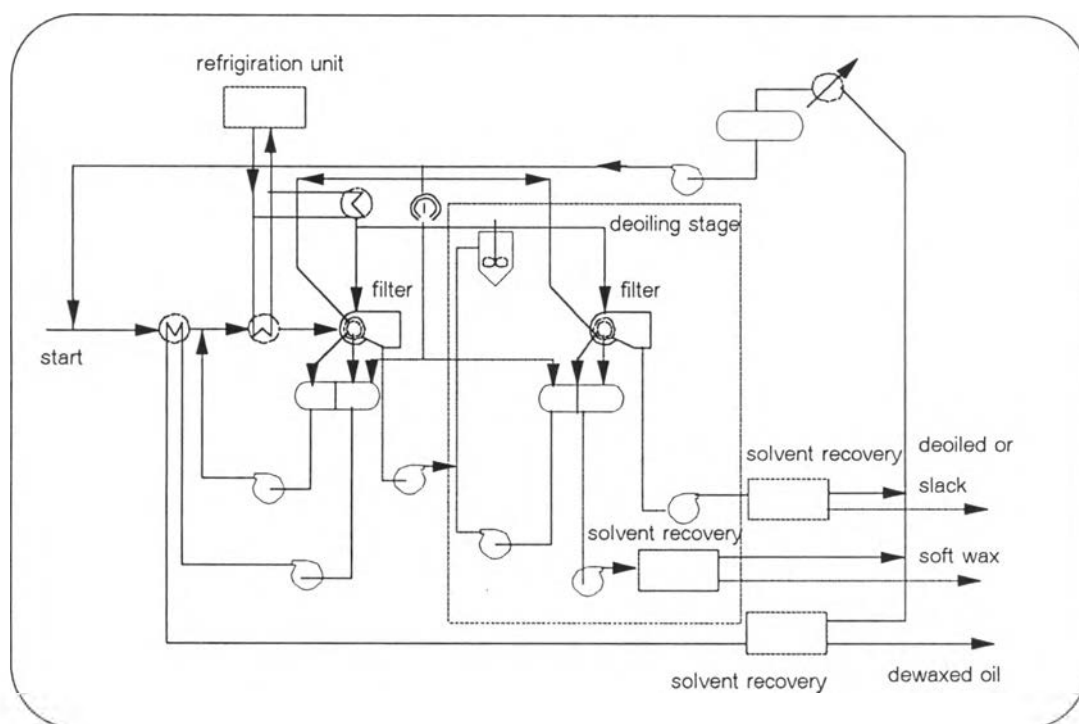 refrigiration unit
deoiling stage
filter
filter
start
solvent recovery
deoiled or
slack
solvent recovery
soft wax
solvent recovery
dewaxed oil